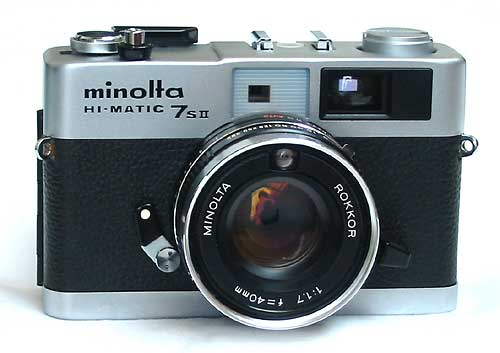 minolta
HI-MATIC 7SII
MINOLTA
ROKKOR
1:1.7 f=40mm